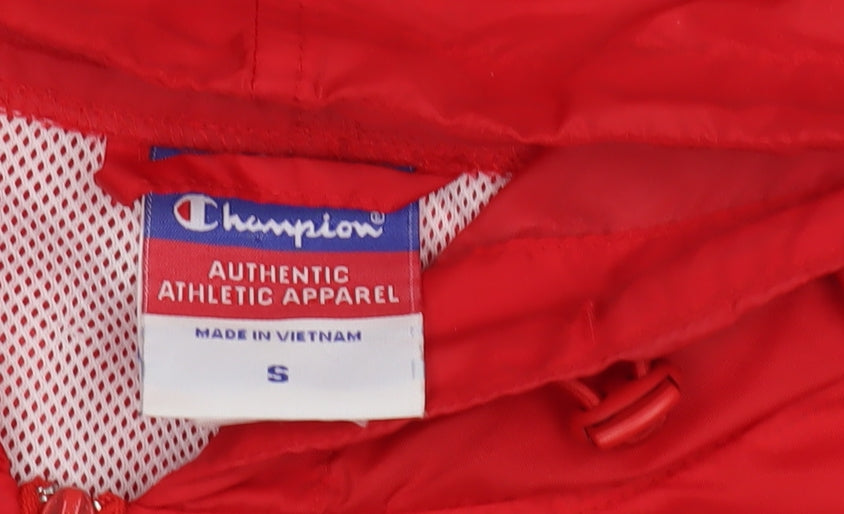 Champion
AUTHENTIC
ATHLETIC APPAREL
MADE IN VIETNAM
S